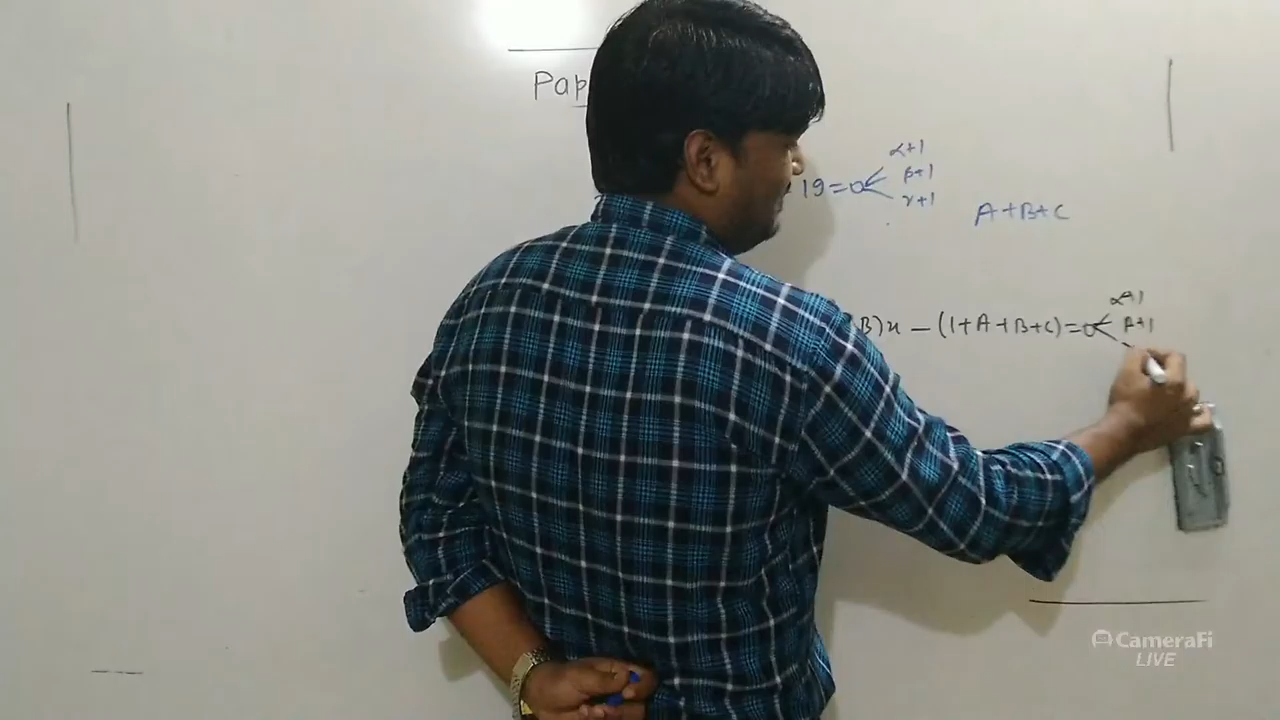 Pap
α+1
19=0
β+1
γ+1
A+B+C
α+1
B)x - (1+A+B+C)=0
β+1
CameraFi
LIVE